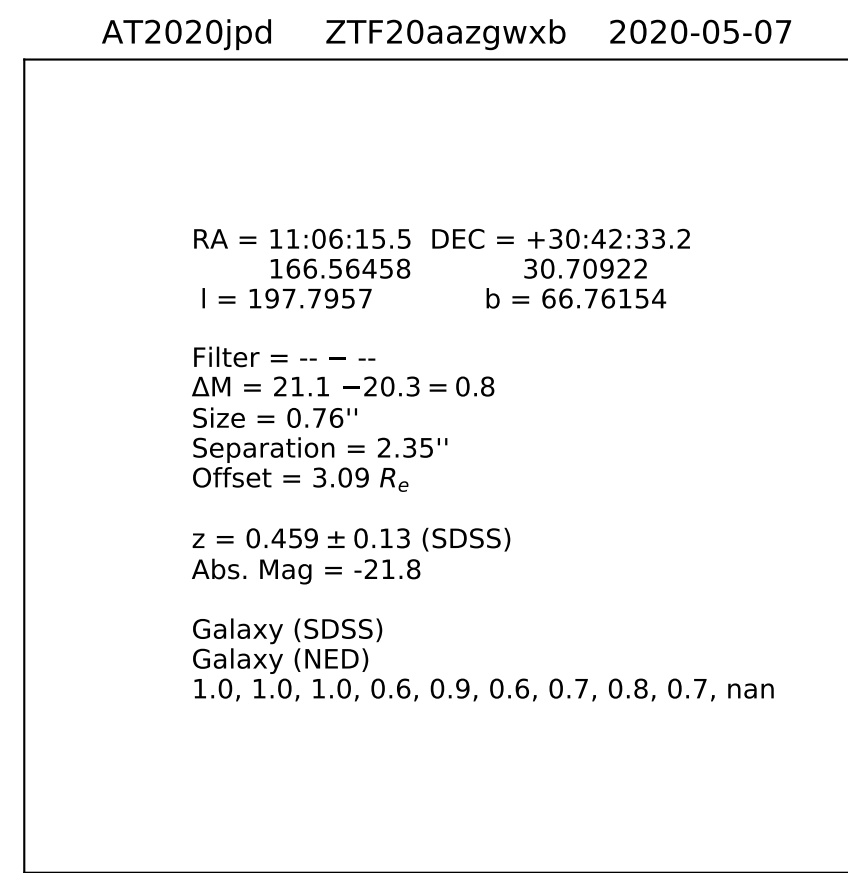 AT2020jpd ZTF20aazgwxb 2020-05-07
RA = 11:06:15.5 DEC = +30:42:33.2
166.56458 30.70922
l = 197.7957 b = 66.76154
Filter = -- − --
ΔM = 21.1 −20.3 = 0.8
Size = 0.76''
Separation = 2.35''
Offset = 3.09 Rₑ
z = 0.459 ± 0.13 (SDSS)
Abs. Mag = -21.8
Galaxy (SDSS)
Galaxy (NED)
1.0, 1.0, 1.0, 0.6, 0.9, 0.6, 0.7, 0.8, 0.7, nan